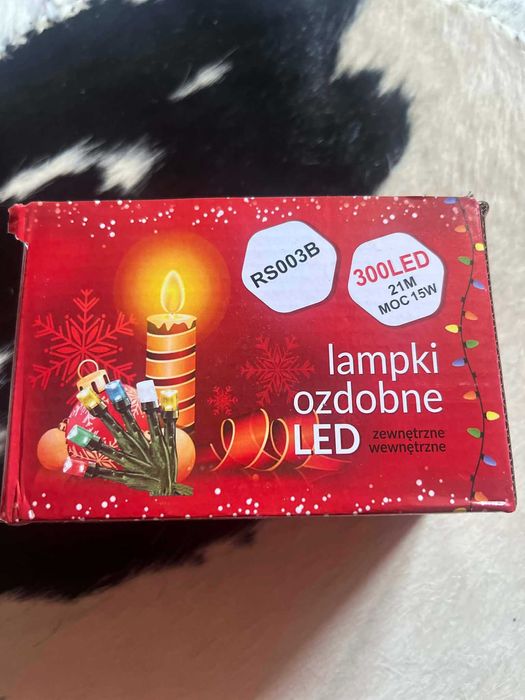 RS003B
300LED
21M
MOC 15W
lampki
ozdobne
LED zewnętrzne
wewnętrzne